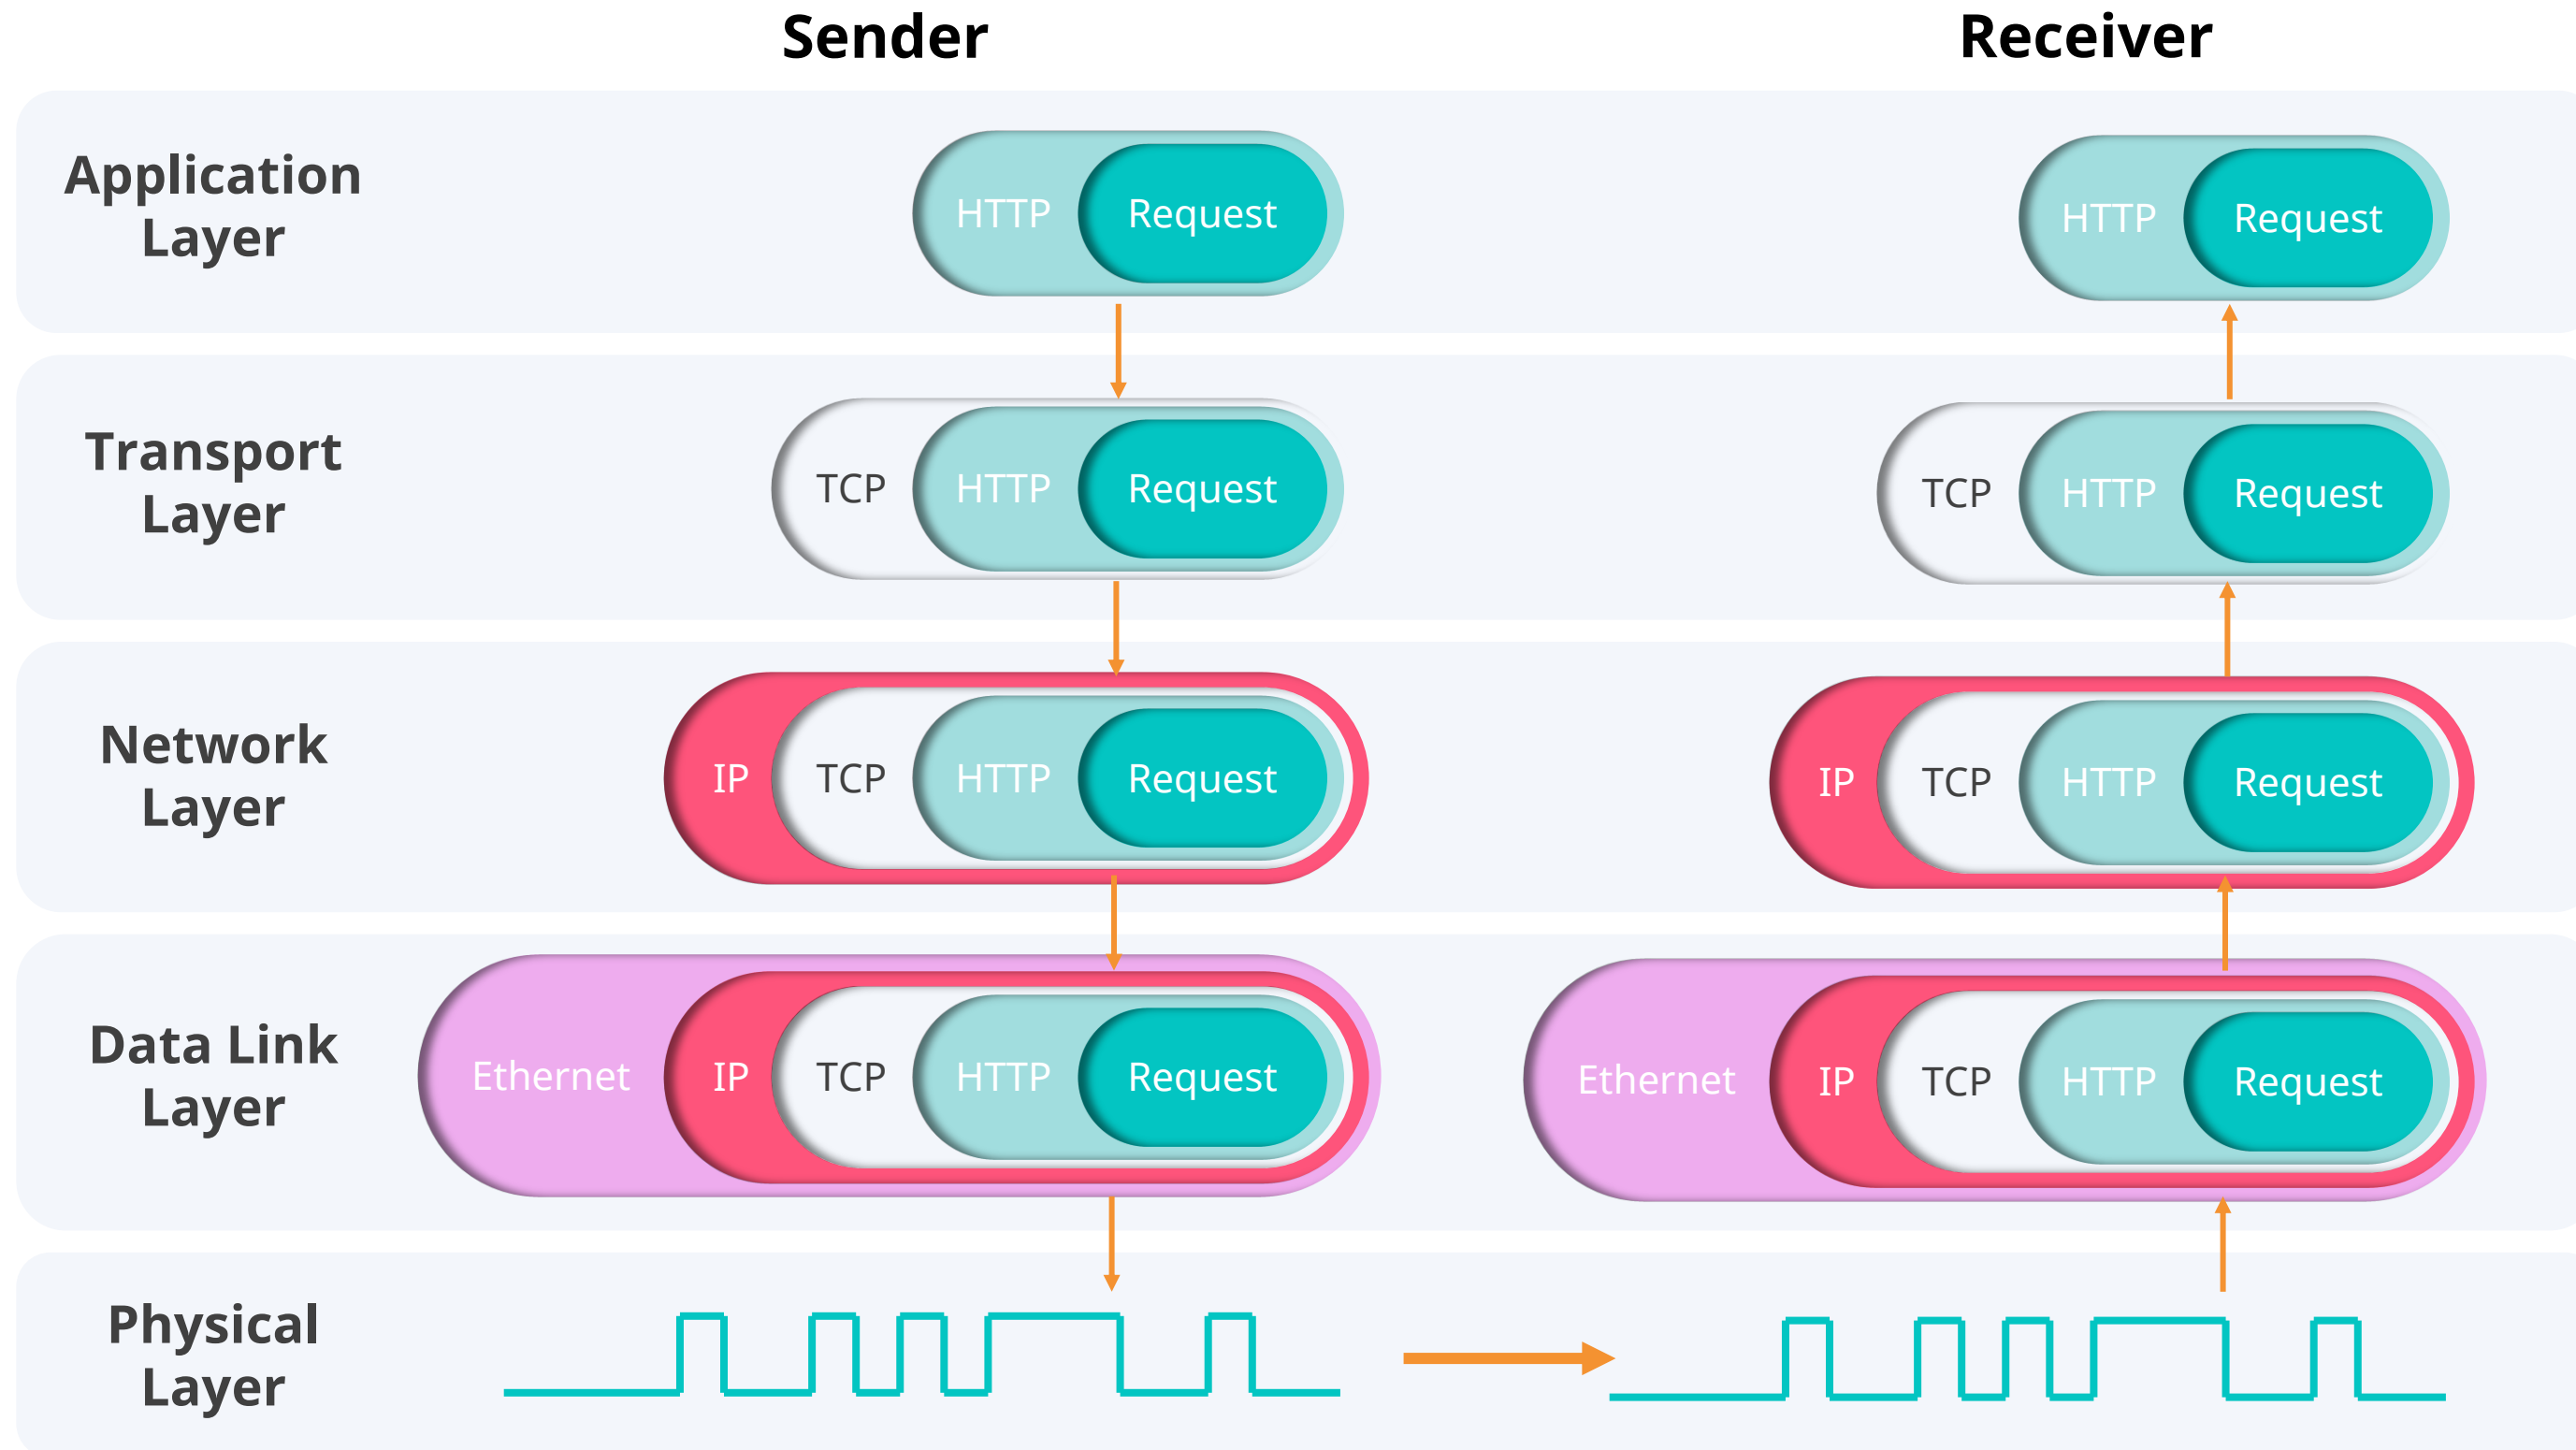 Sender
Receiver
Application
Layer
HTTP Request
HTTP Request
Transport
Layer
TCP HTTP Request
TCP HTTP Request
Network
Layer
IP TCP HTTP Request
IP TCP HTTP Request
Data Link
Layer
Ethernet IP TCP HTTP Request
Ethernet IP TCP HTTP Request
Physical
Layer